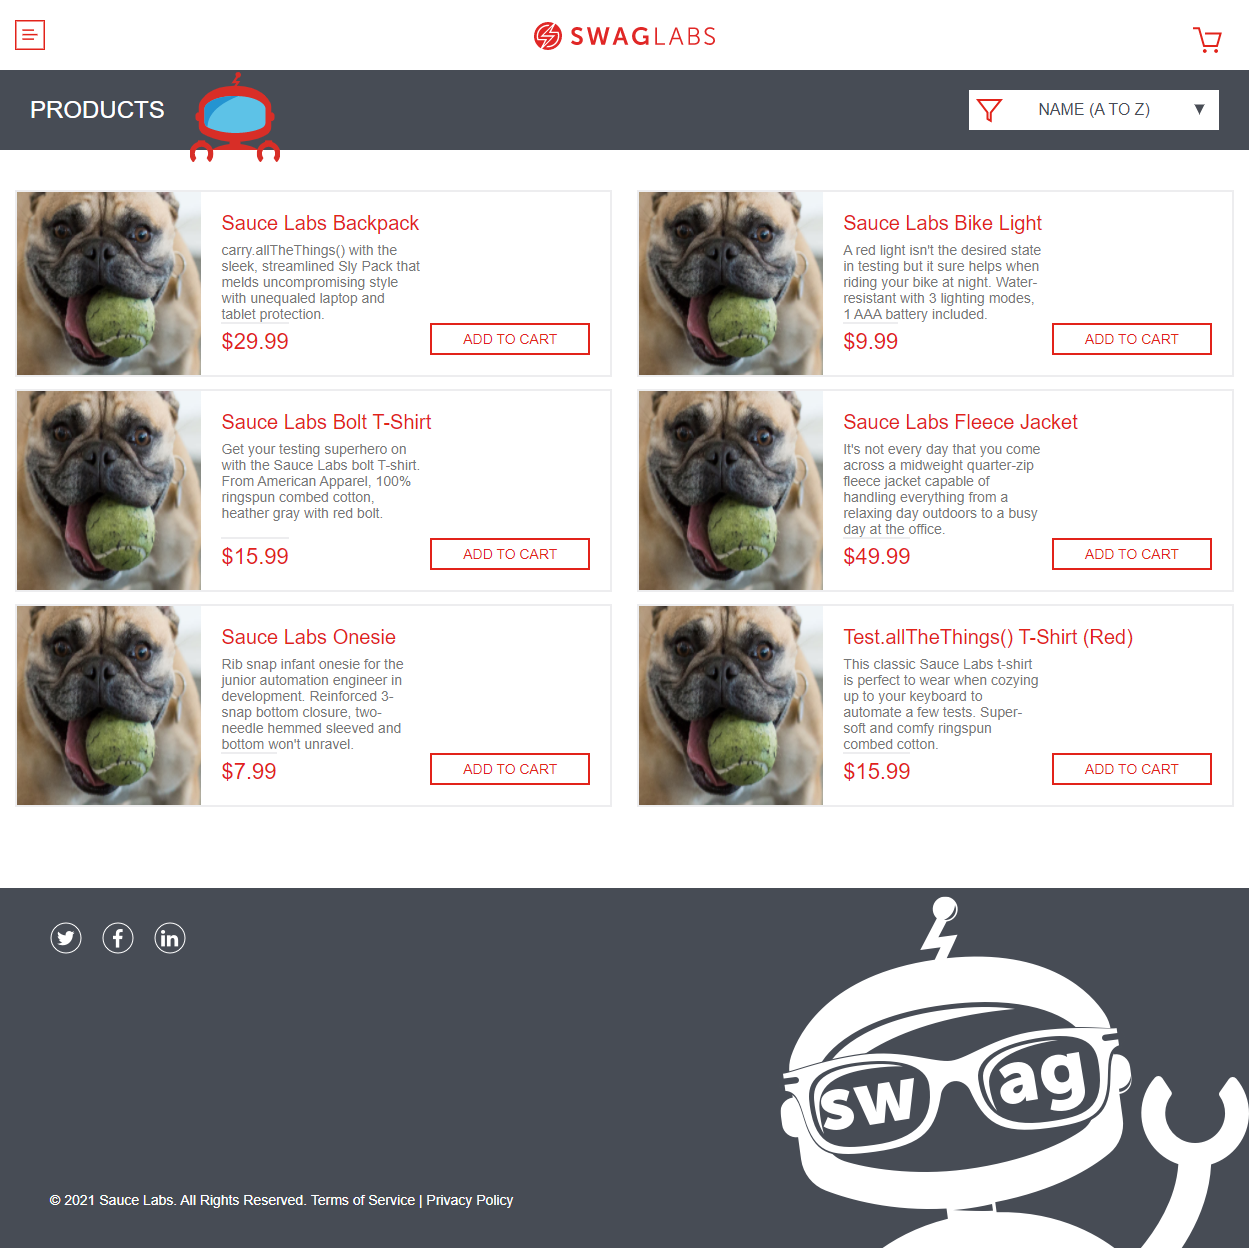 SWAGLABS
PRODUCTS
NAME (A TO Z)
Sauce Labs Backpack
carry.allTheThings() with the
sleek, streamlined Sly Pack that
melds uncompromising style
with unequaled laptop and
tablet protection.
$29.99
ADD TO CART
Sauce Labs Bike Light
A red light isn't the desired state
in testing but it sure helps when
riding your bike at night. Water-
resistant with 3 lighting modes,
1 AAA battery included.
$9.99
ADD TO CART
Sauce Labs Bolt T-Shirt
Get your testing superhero on
with the Sauce Labs bolt T-shirt.
From American Apparel, 100%
ringspun combed cotton,
heather gray with red bolt.
$15.99
ADD TO CART
Sauce Labs Fleece Jacket
It's not every day that you come
across a midweight quarter-zip
fleece jacket capable of
handling everything from a
relaxing day outdoors to a busy
day at the office.
$49.99
ADD TO CART
Sauce Labs Onesie
Rib snap infant onesie for the
junior automation engineer in
development. Reinforced 3-
snap bottom closure, two-
needle hemmed sleeved and
bottom won't unravel.
$7.99
ADD TO CART
Test.allTheThings() T-Shirt (Red)
This classic Sauce Labs t-shirt
is perfect to wear when cozying
up to your keyboard to
automate a few tests. Super-
soft and comfy ringspun
combed cotton.
$15.99
ADD TO CART
swag
© 2021 Sauce Labs. All Rights Reserved. Terms of Service | Privacy Policy